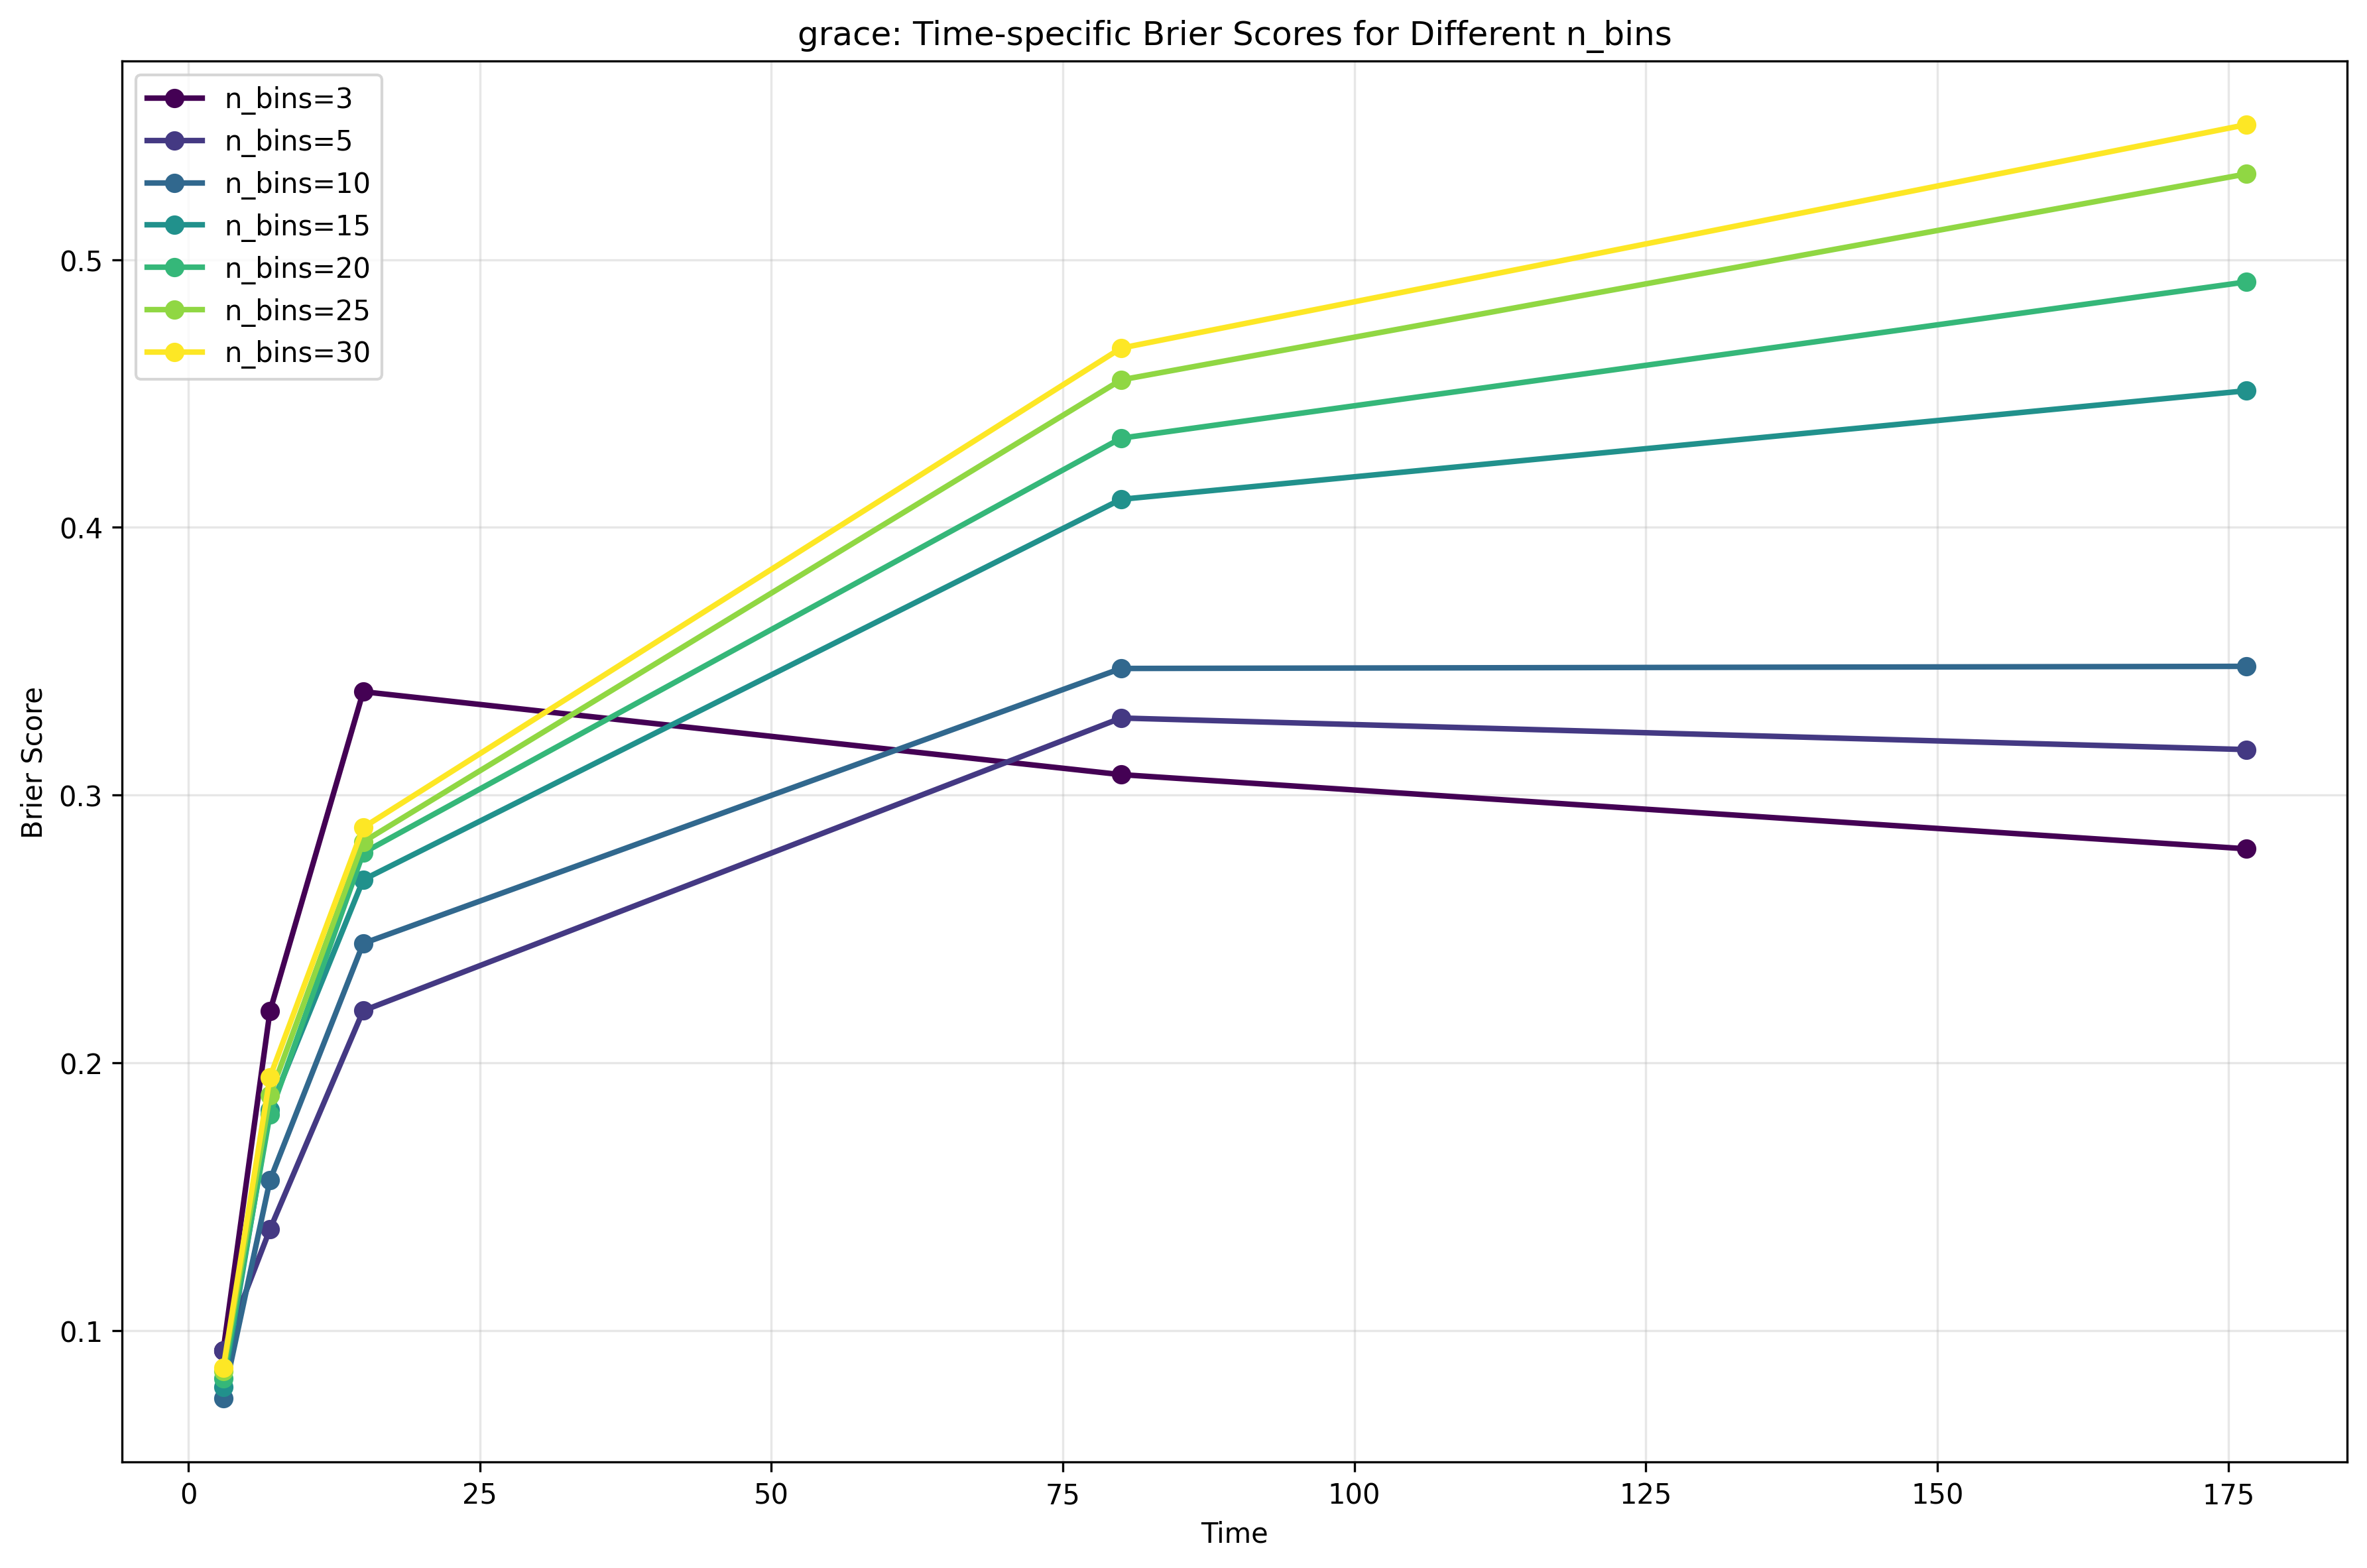 grace: Time-specific Brier Scores for Different n_bins
n_bins=3
n_bins=5
n_bins=10
n_bins=15
n_bins=20
n_bins=25
n_bins=30
0.5
0.4
0.3
0.2
0.1
Brier Score
0 25 50 75 100 125 150 175
Time